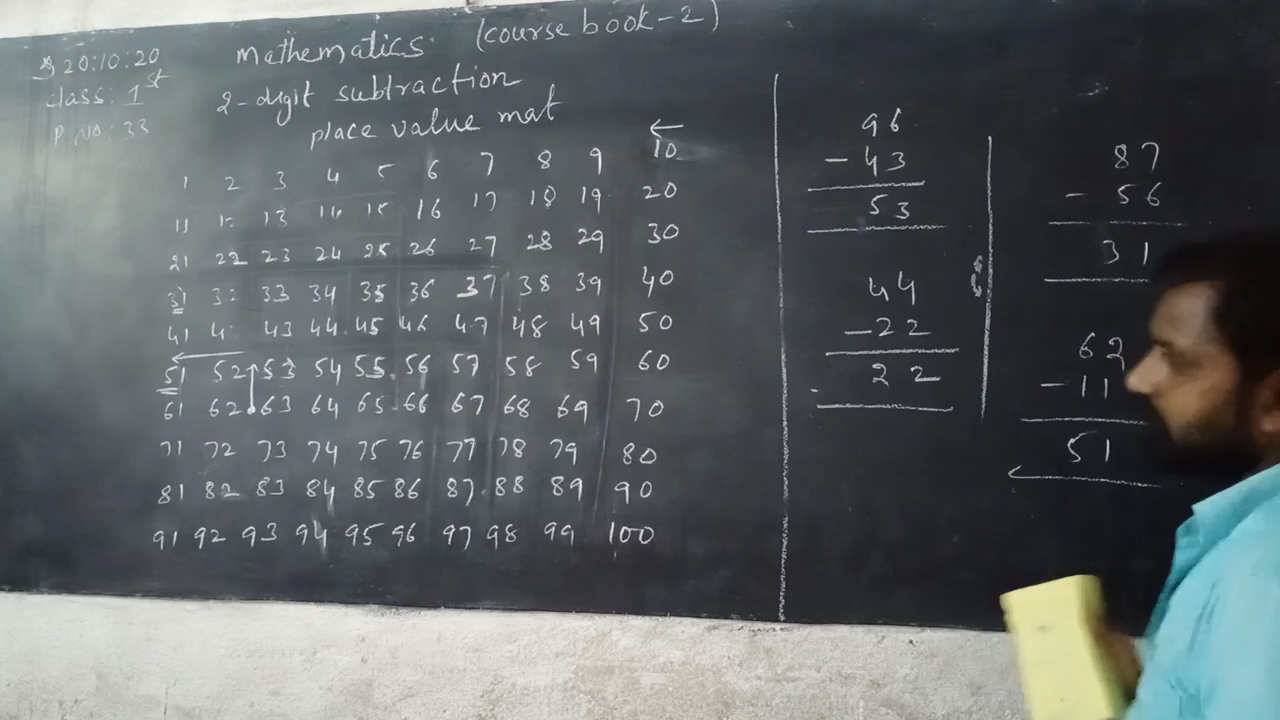 20:10:20
class: 1st
P. No: 33
Mathematics (course book-2)
2-digit subtraction
place value mat
1 2 3 4 5 6 7 8 9 10
11 12 13 14 15 16 17 18 19 20
21 22 23 24 25 26 27 28 29 30
31 32 33 34 35 36 37 38 39 40
41 42 43 44 45 46 47 48 49 50
51 52 53 54 55 56 57 58 59 60
61 62 63 64 65 66 67 68 69 70
71 72 73 74 75 76 77 78 79 80
81 82 83 84 85 86 87 88 89 90
91 92 93 94 95 96 97 98 99 100
96
- 43
53
44
- 22
22
87
- 56
31
62
- 11
51